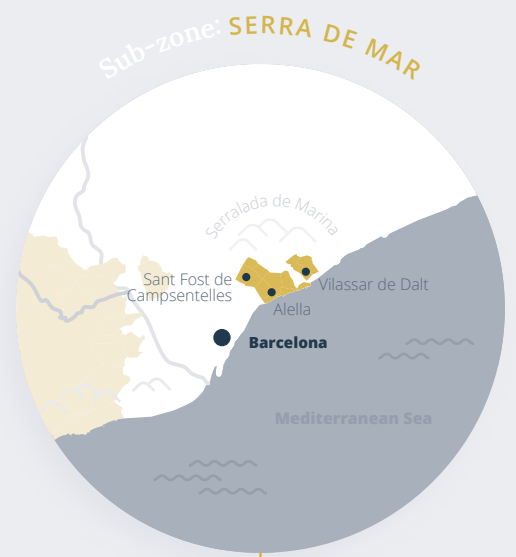 Sub-zone: SERRA DE MAR
Serralada de Marina
Sant Fost de
Campsentelles
Vilassar de Dalt
Alella
Barcelona
Mediterranean Sea